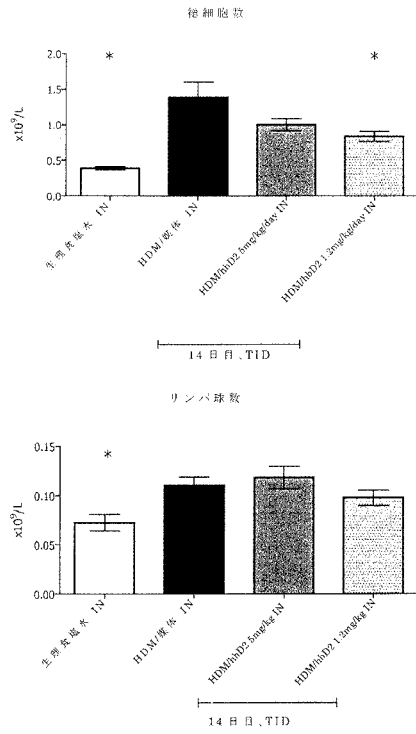 総細胞数
*
*
2.0
1.5
1.0
0.5
0.0
x10⁹/L
生理食塩水 IN
HDM/媒体 IN
HDM/hbD2 5mg/kg/day IN
HDM/hbD2 1.2mg/kg/day IN
14日目、TID
リンパ球数
*
0.15
0.10
0.05
0.00
x10⁹/L
生理食塩水 IN
HDM/媒体 IN
HDM/hbD2 5mg/kg IN
HDM/hbD2 1.2mg/kg IN
14日目、TID